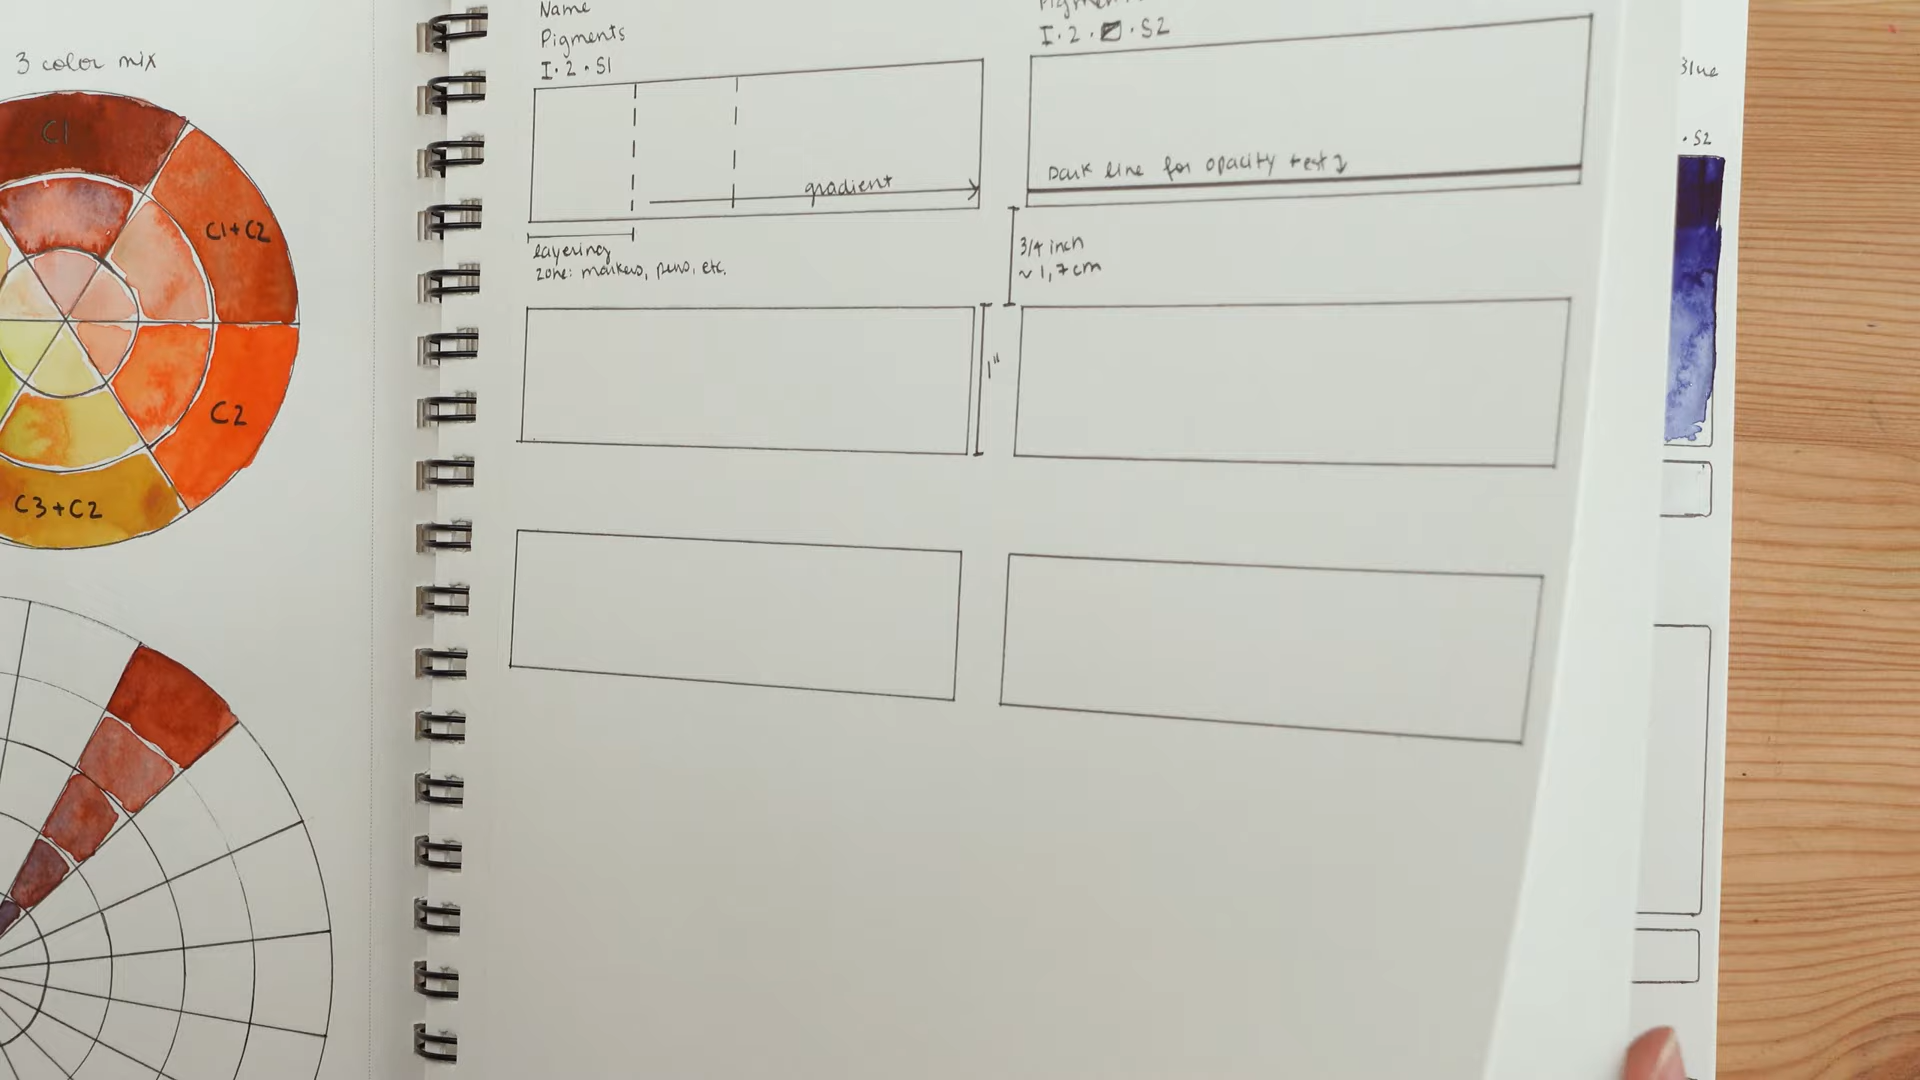 3 color mix
C1
C1+C2
C2
C3+C2
Name
Pigments
I·2·S1
gradient
layering
zone: markers, pens, etc.
Pigmen
I·2· ·S2
Dark line for opacity test
3/4 inch
~1,7cm
1"
Blue
·S2